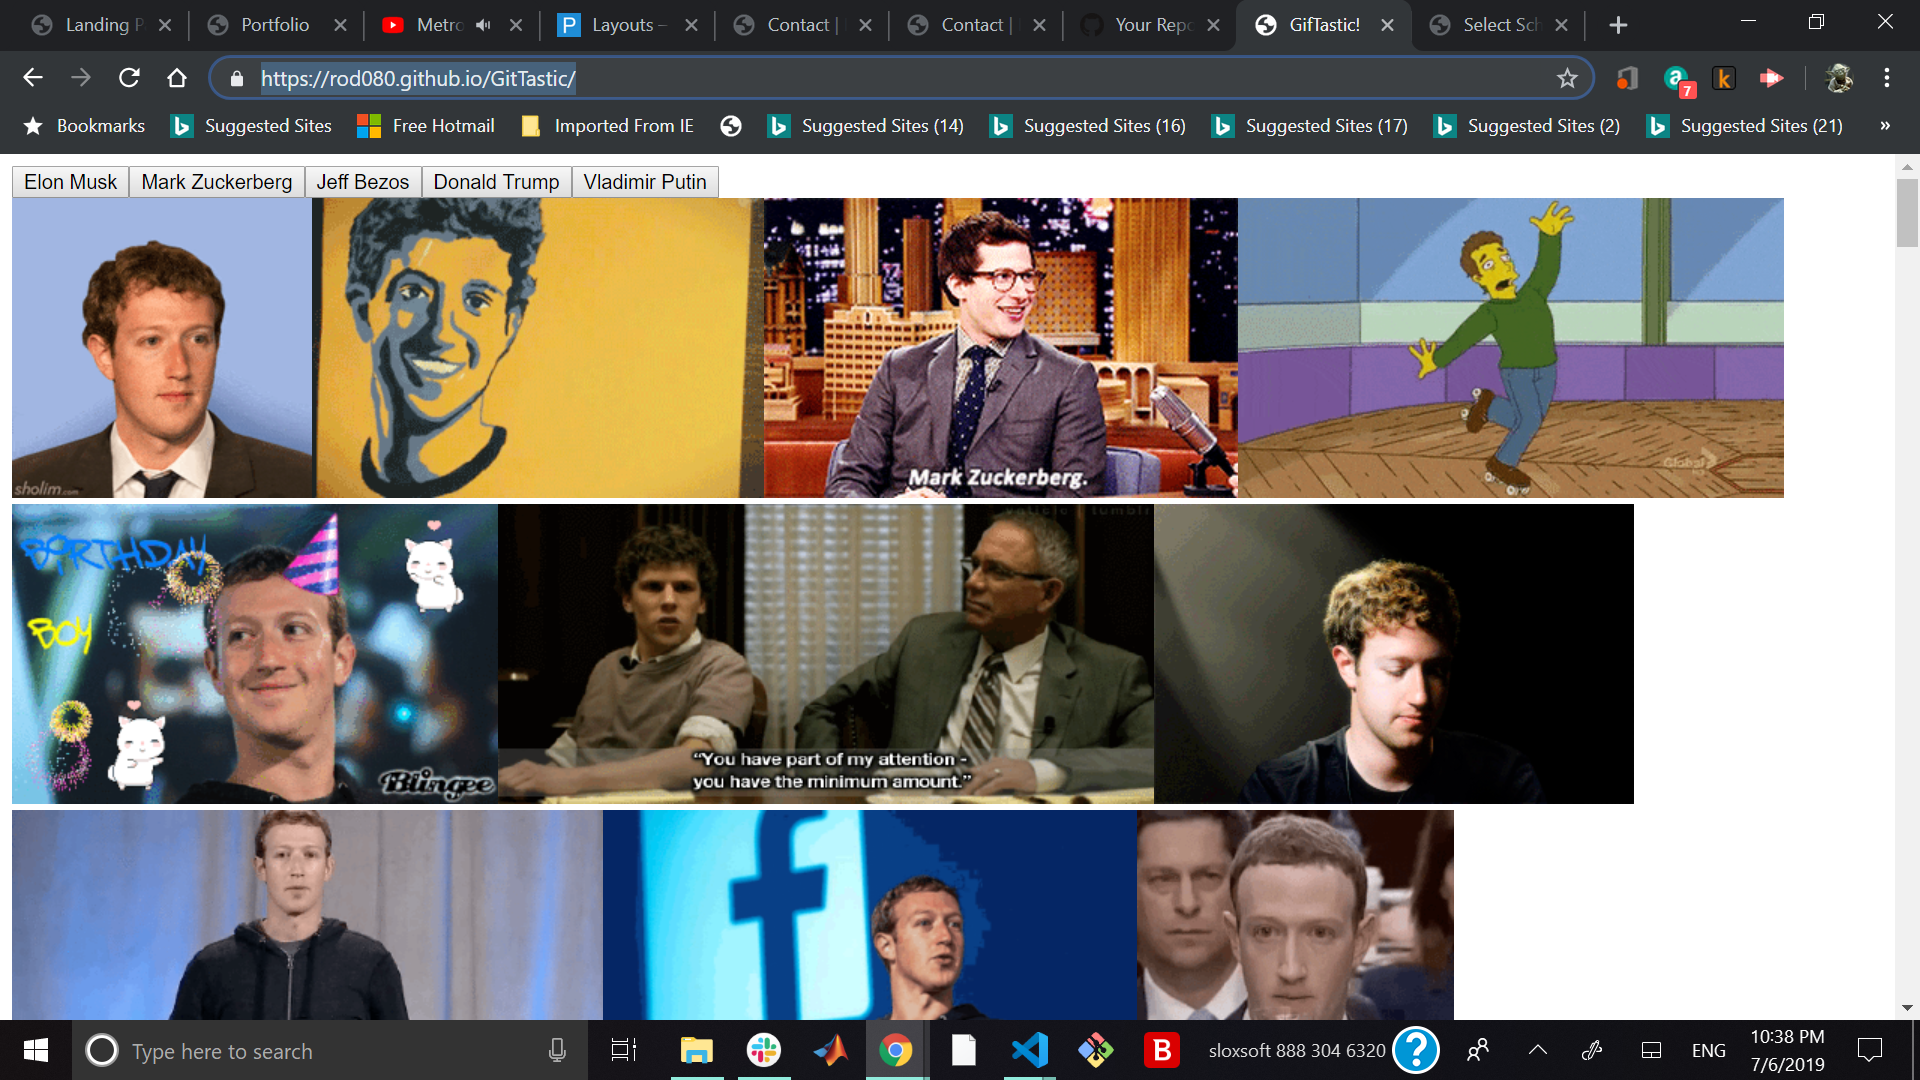 Landing P
Portfolio
Metro
Layouts –
Contact |
Contact |
Your Repo
GifTastic!
Select Sch
https://rod080.github.io/GitTastic/
7
Bookmarks
Suggested Sites
Free Hotmail
Imported From IE
Suggested Sites (14)
Suggested Sites (16)
Suggested Sites (17)
Suggested Sites (2)
Suggested Sites (21)
»
Elon Musk
Mark Zuckerberg
Jeff Bezos
Donald Trump
Vladimir Putin
sholim.com
Mark Zuckerberg.
Global
BIRTHDAY
BOY
Blingee
“You have part of my attention -
you have the minimum amount.”
Type here to search
sloxsoft 888 304 6320
ENG
10:38 PM
7/6/2019